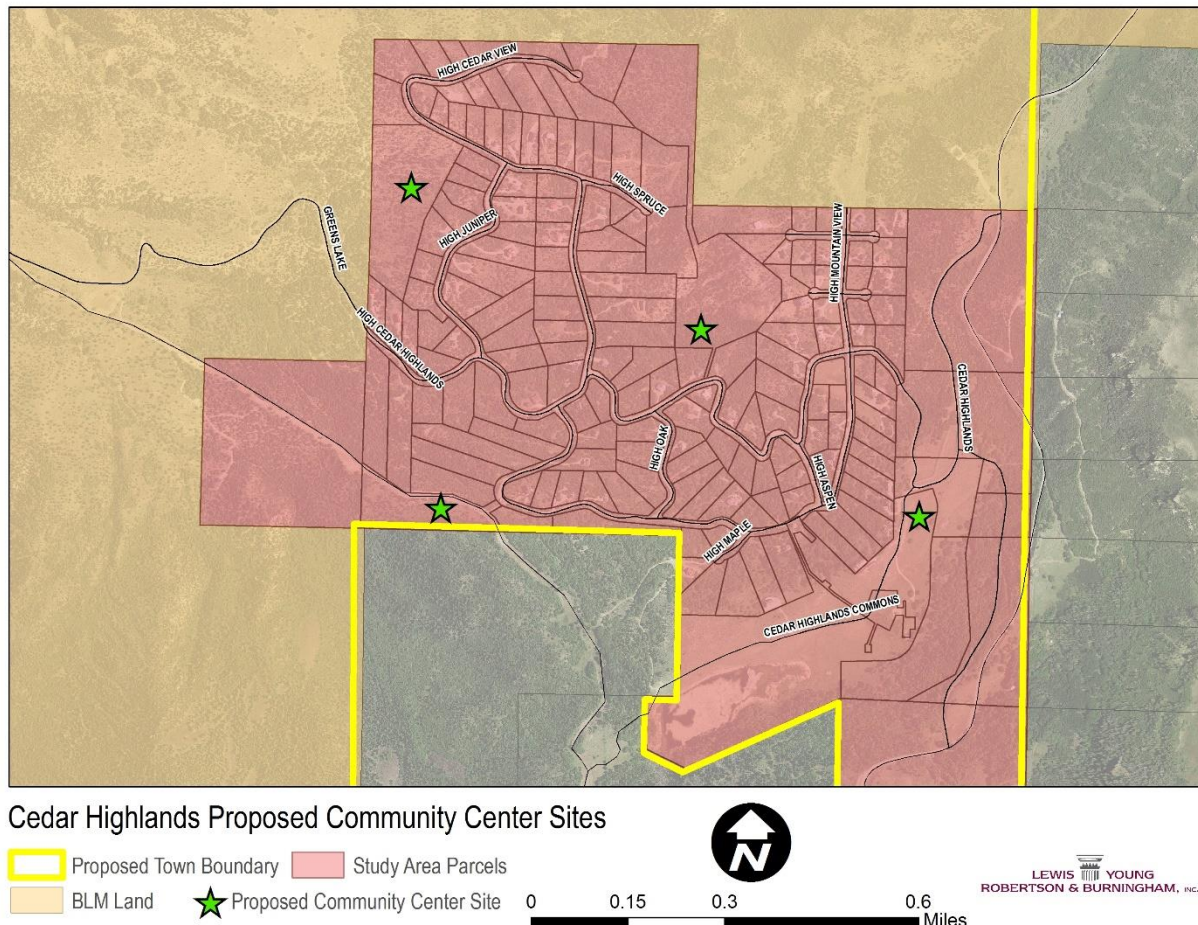 HIGH CEDAR VIEW
HIGH SPRUCE
HIGH JUNIPER
GREENS LAKE
HIGH MOUNTAIN VIEW
HIGH CEDAR HIGHLANDS
CEDAR HIGHLANDS
HIGH OAK
HIGH ASPEN
HIGH MAPLE
CEDAR HIGHLANDS COMMONS
Cedar Highlands Proposed Community Center Sites
Proposed Town Boundary
Study Area Parcels
BLM Land
Proposed Community Center Site
N
0 0.15 0.3 0.6
Miles
LEWIS YOUNG
ROBERTSON & BURNINGHAM, INC.